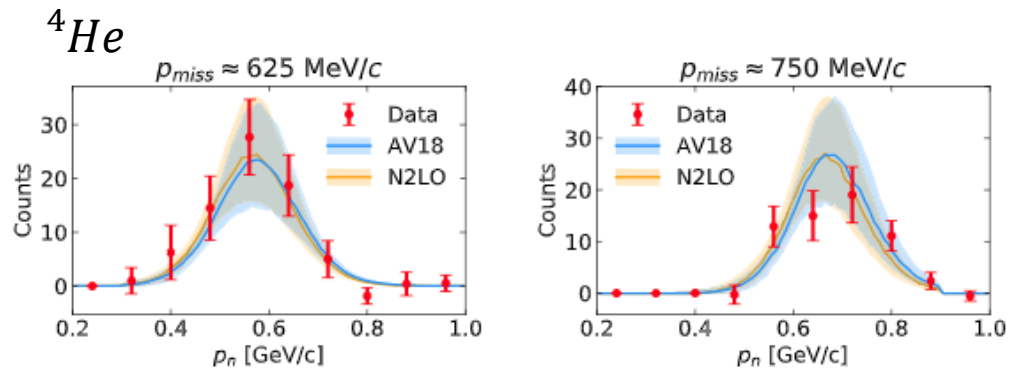 ⁴He
p_miss ≈ 625 MeV/c
30
20
10
0
Counts
Data
AV18
N2LO
0.2 0.4 0.6 0.8 1.0
p_n [GeV/c]
p_miss ≈ 750 MeV/c
40
30
20
10
0
Counts
Data
AV18
N2LO
0.2 0.4 0.6 0.8 1.0
p_n [GeV/c]